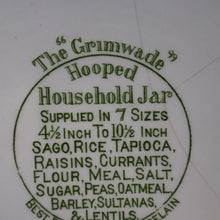 The "Grimwade"
Hooped
Household Jar
Supplied in 7 Sizes
4½ Inch To 10½ Inch
Sago, Rice, Tapioca,
Raisins, Currants,
Flour, Meal, Salt,
Sugar, Peas, Oatmeal,
Barley, Sultanas,
& Lentils.
Best